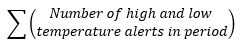 ∑(Number of high and low
temperature alerts in period)